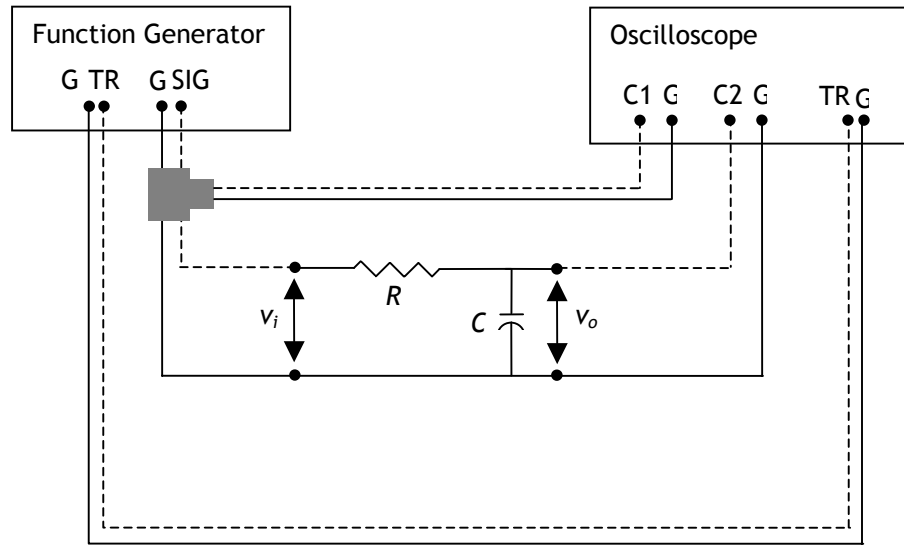 Function Generator
G TR G SIG
Oscilloscope
C1 G C2 G TR G
R
vi
C
vo